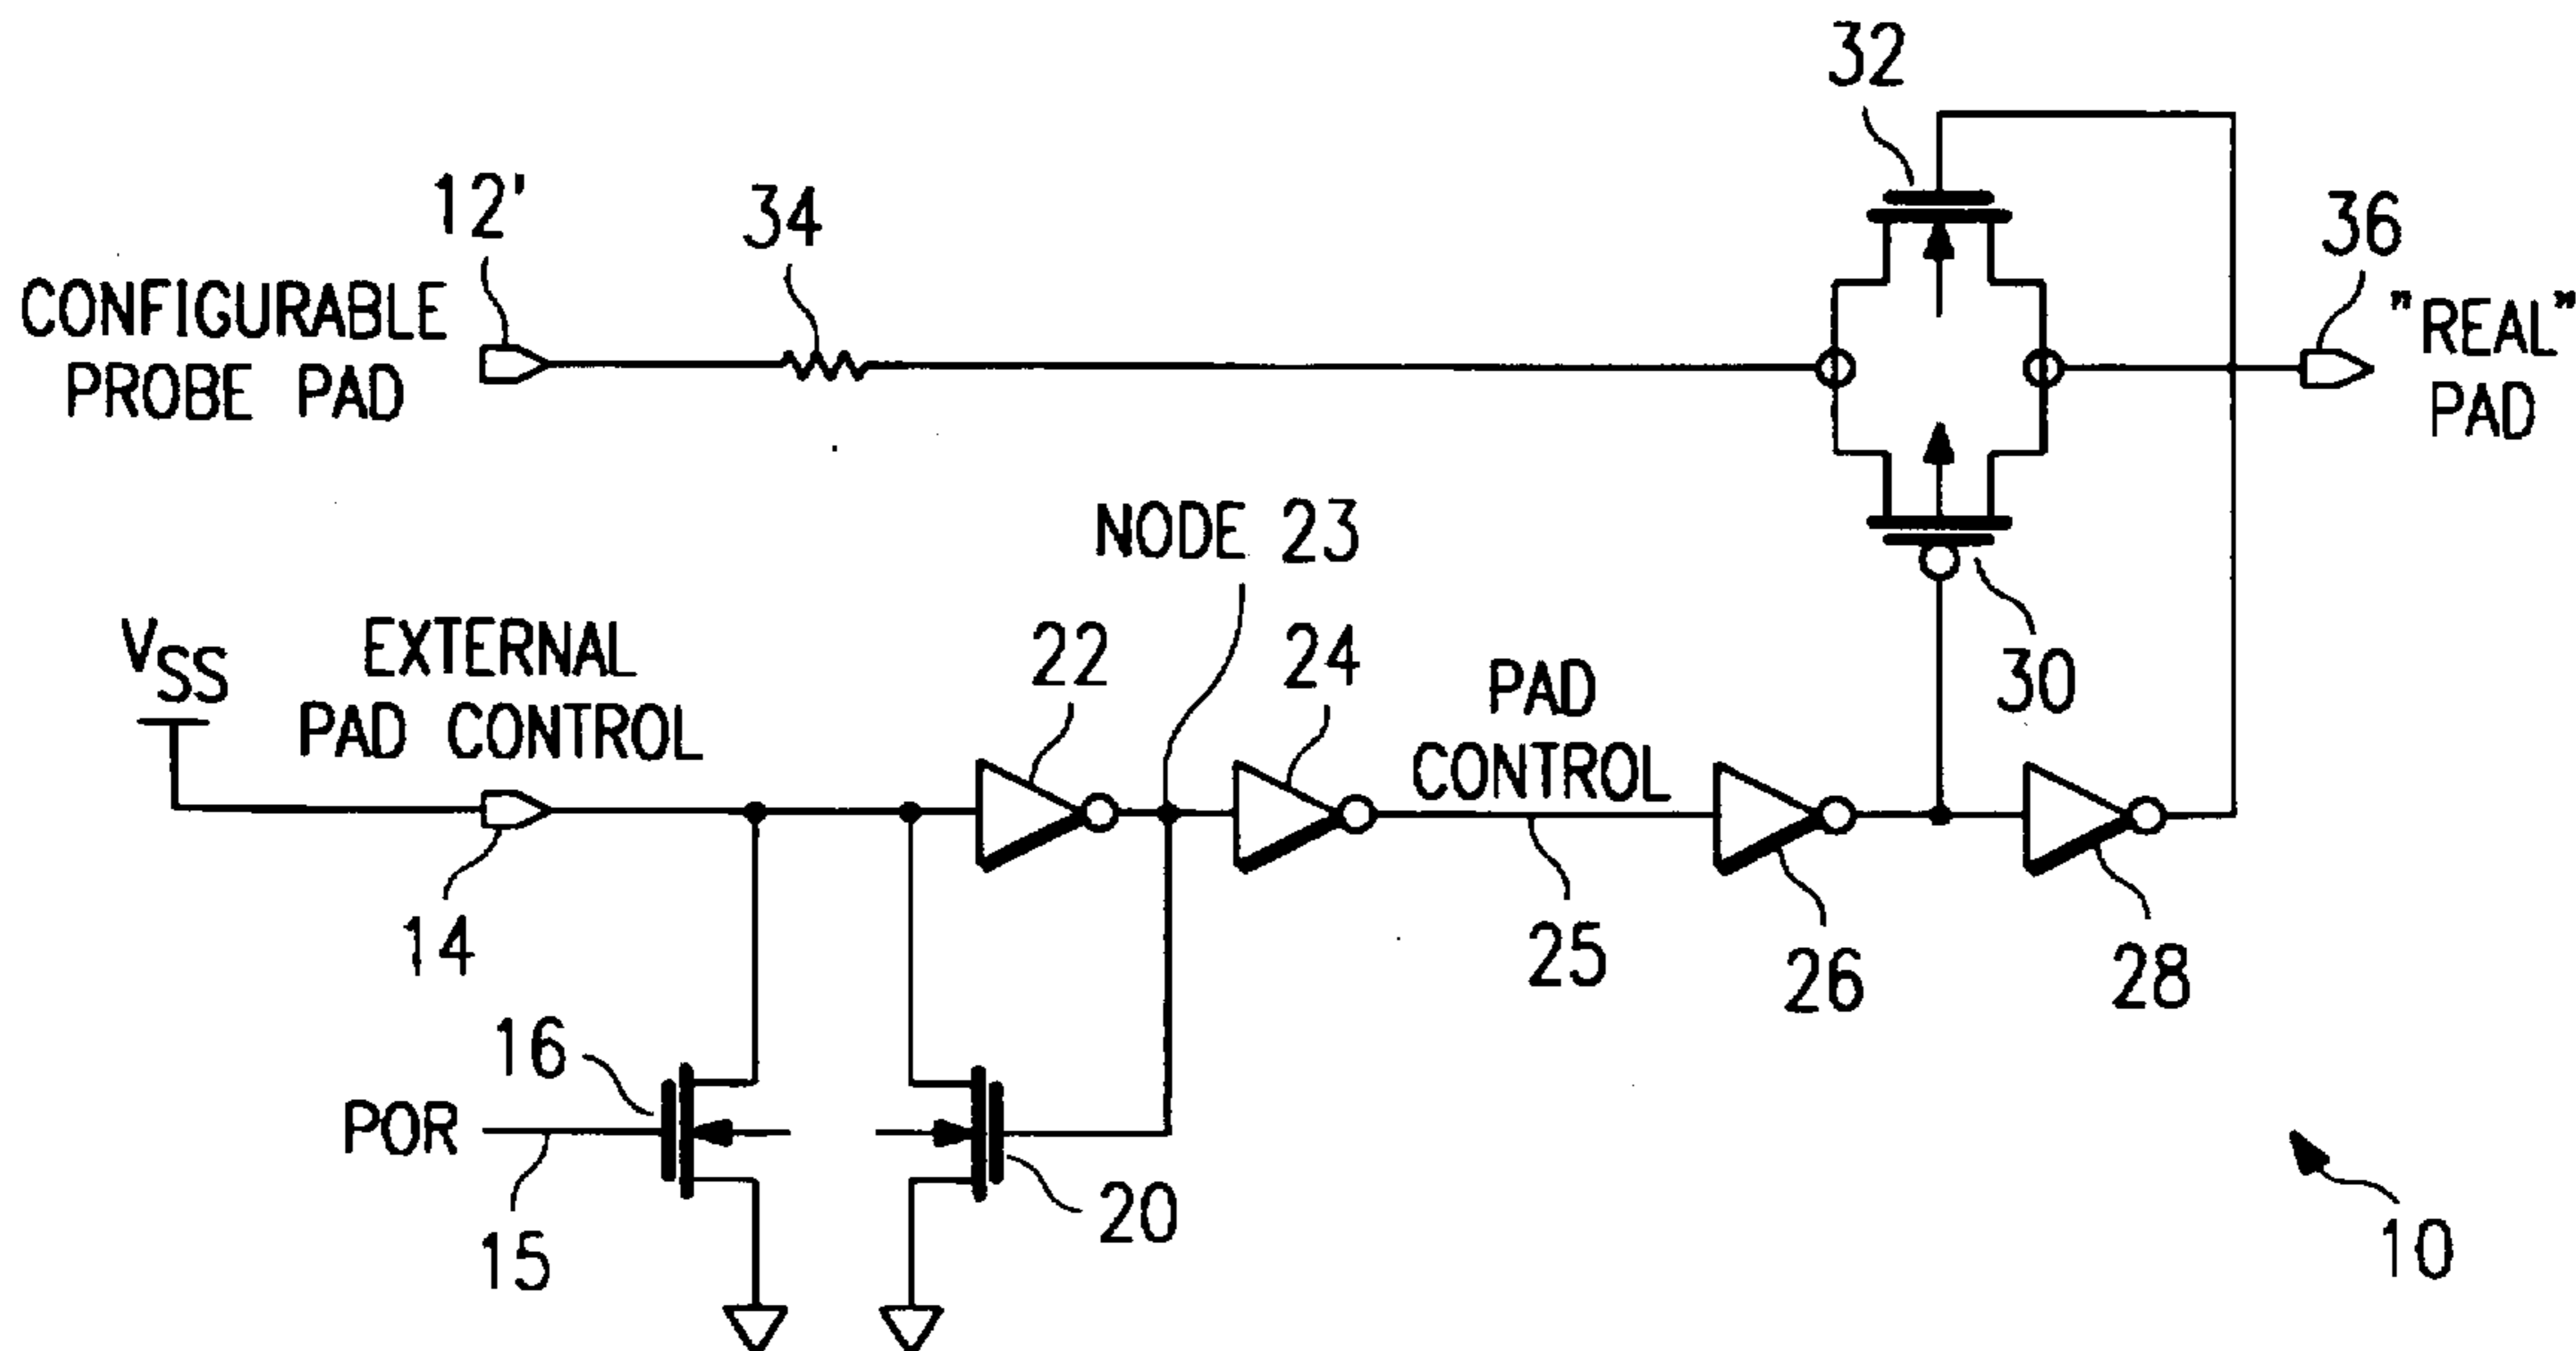 32
12'
34
36
CONFIGURABLE
PROBE PAD
"REAL"
PAD
NODE 23
VSS
EXTERNAL
PAD CONTROL
22
24
PAD
CONTROL
30
14
25
26
28
16
POR
15
20
10